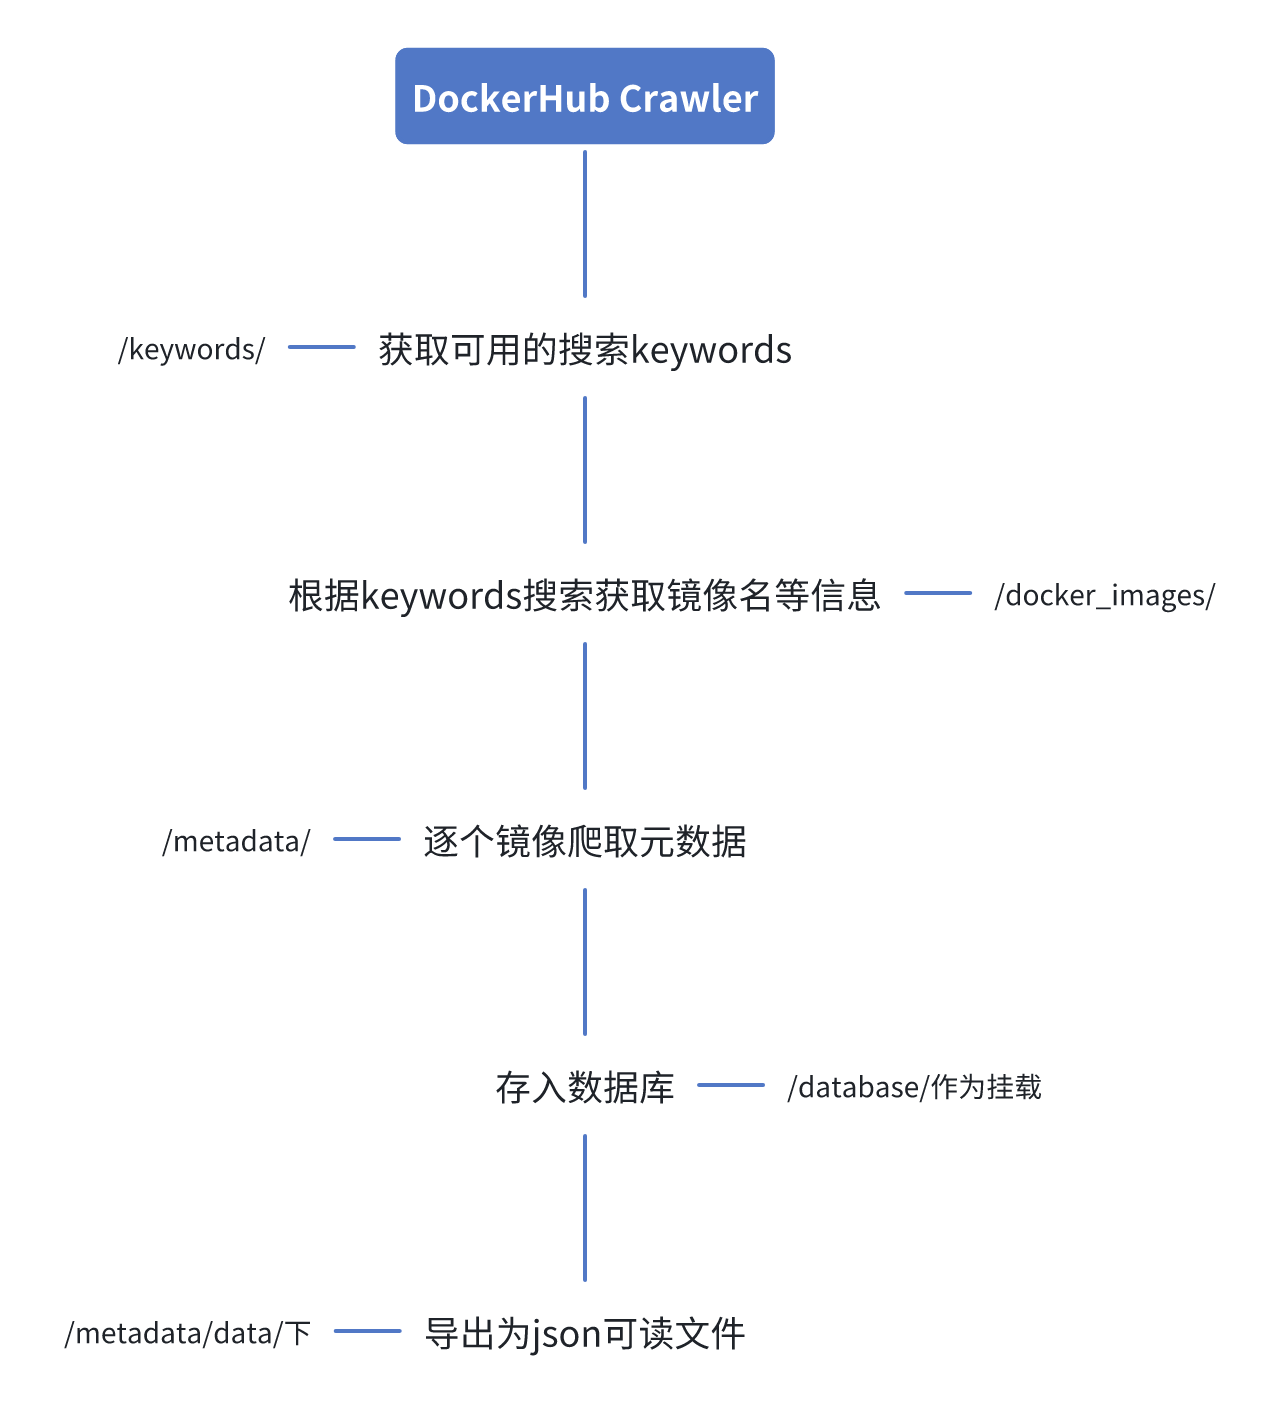 DockerHub Crawler
/keywords/
获取可用的搜索keywords
根据keywords搜索获取镜像名等信息
/docker_images/
/metadata/
逐个镜像爬取元数据
存入数据库
/database/作为挂载
/metadata/data/下
导出为json可读文件